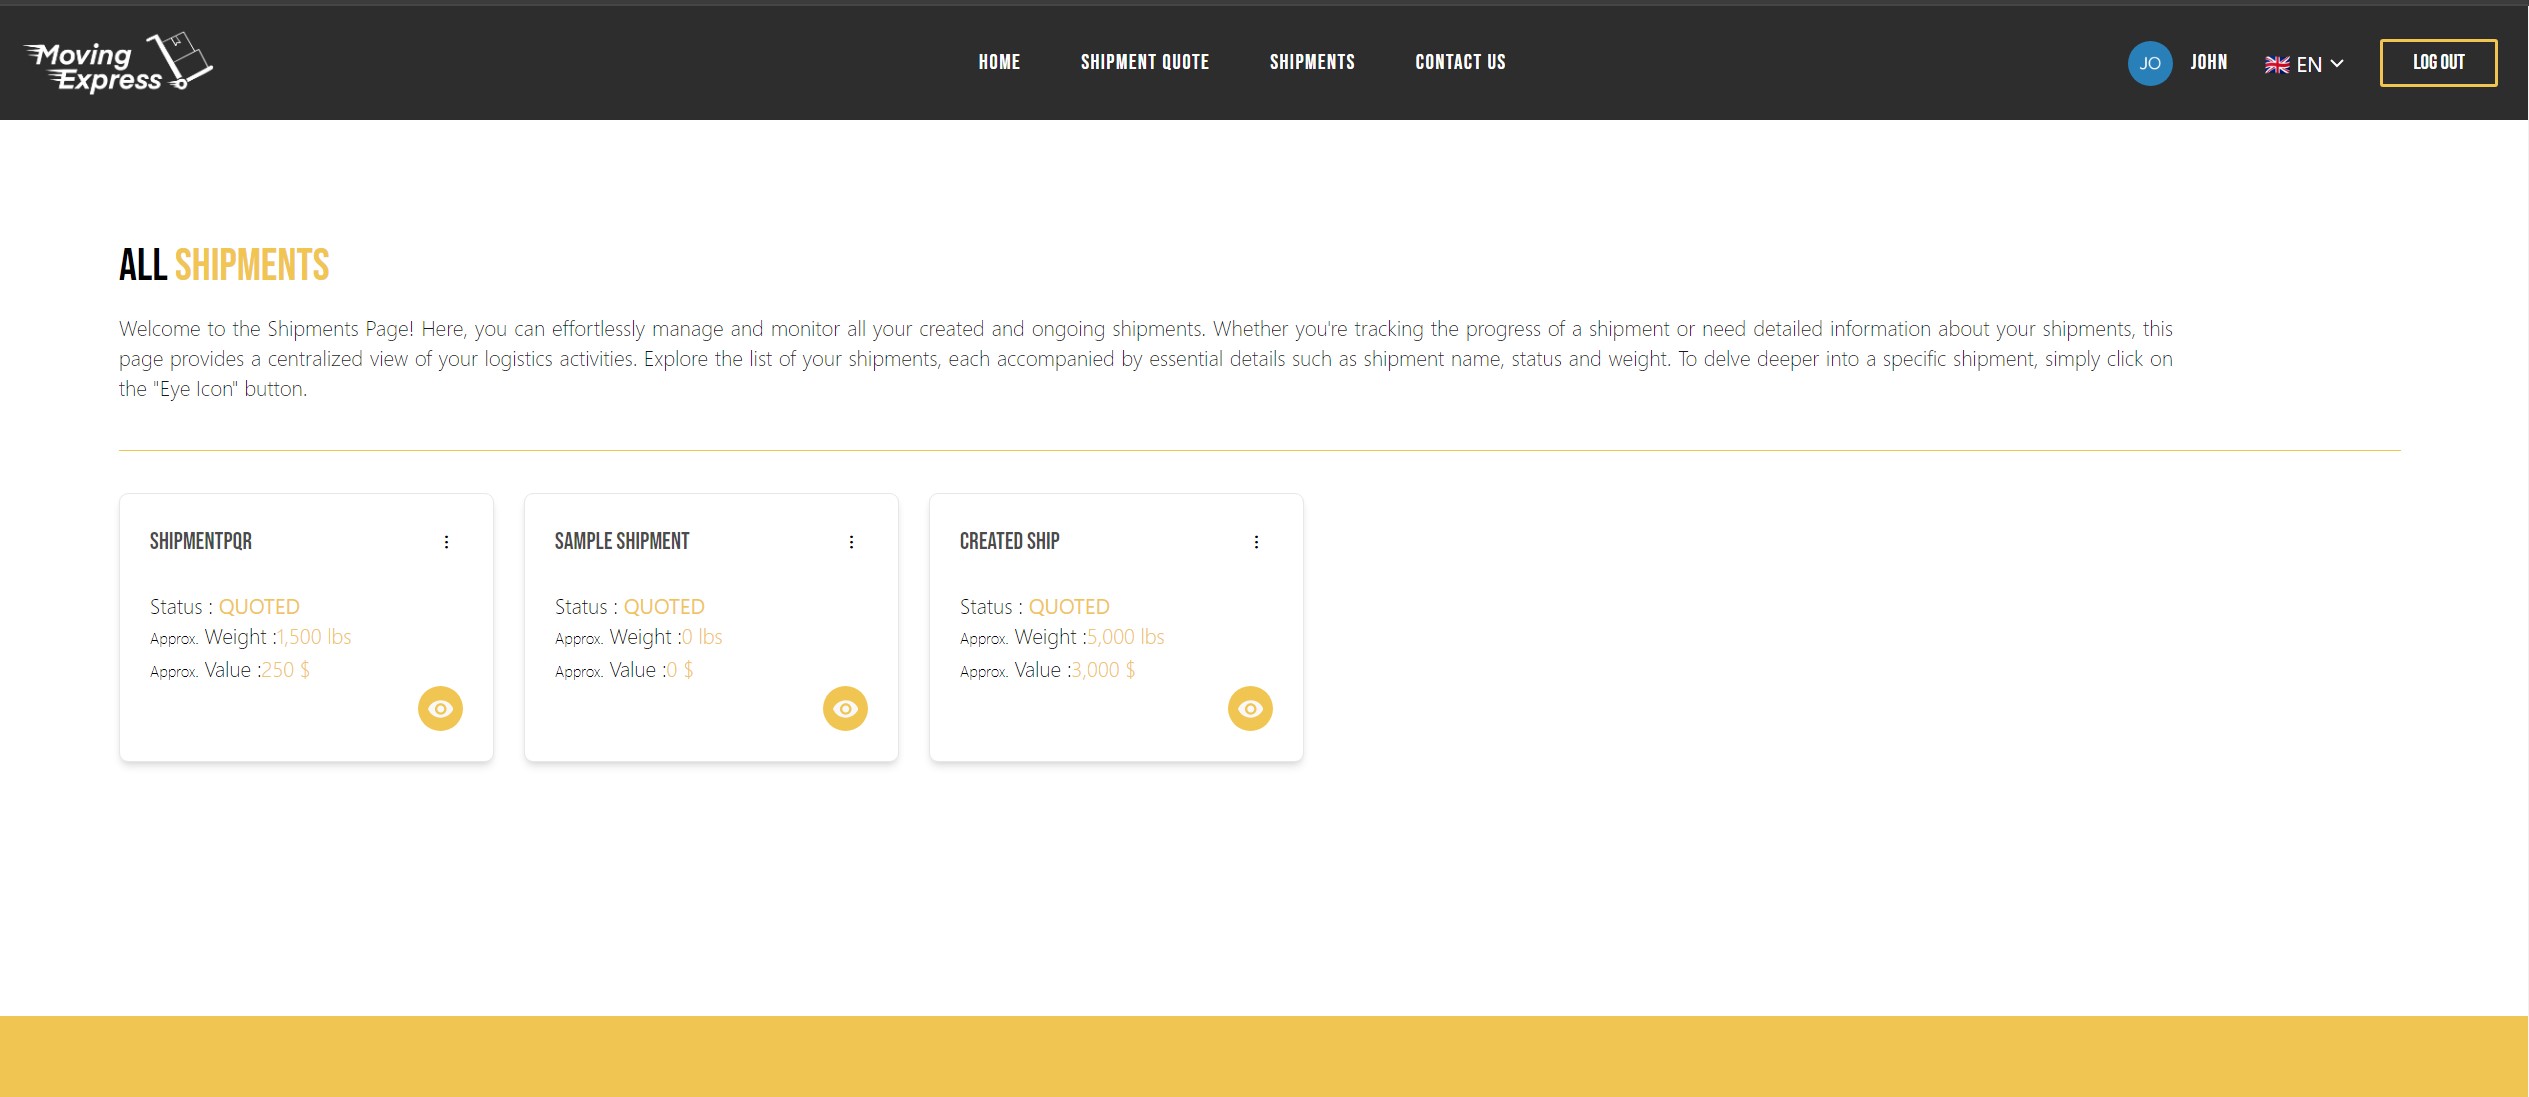 Moving
Express
HOME
SHIPMENT QUOTE
SHIPMENTS
CONTACT US
JO
JOHN
EN
LOG OUT
ALL SHIPMENTS
Welcome to the Shipments Page! Here, you can effortlessly manage and monitor all your created and ongoing shipments. Whether you're tracking the progress of a shipment or need detailed information about your shipments, this
page provides a centralized view of your logistics activities. Explore the list of your shipments, each accompanied by essential details such as shipment name, status and weight. To delve deeper into a specific shipment, simply click on
the "Eye Icon" button.
SHIPMENTPQR
Status : QUOTED
Approx. Weight :1,500 lbs
Approx. Value :250 $
SAMPLE SHIPMENT
Status : QUOTED
Approx. Weight :0 lbs
Approx. Value :0 $
CREATED SHIP
Status : QUOTED
Approx. Weight :5,000 lbs
Approx. Value :3,000 $